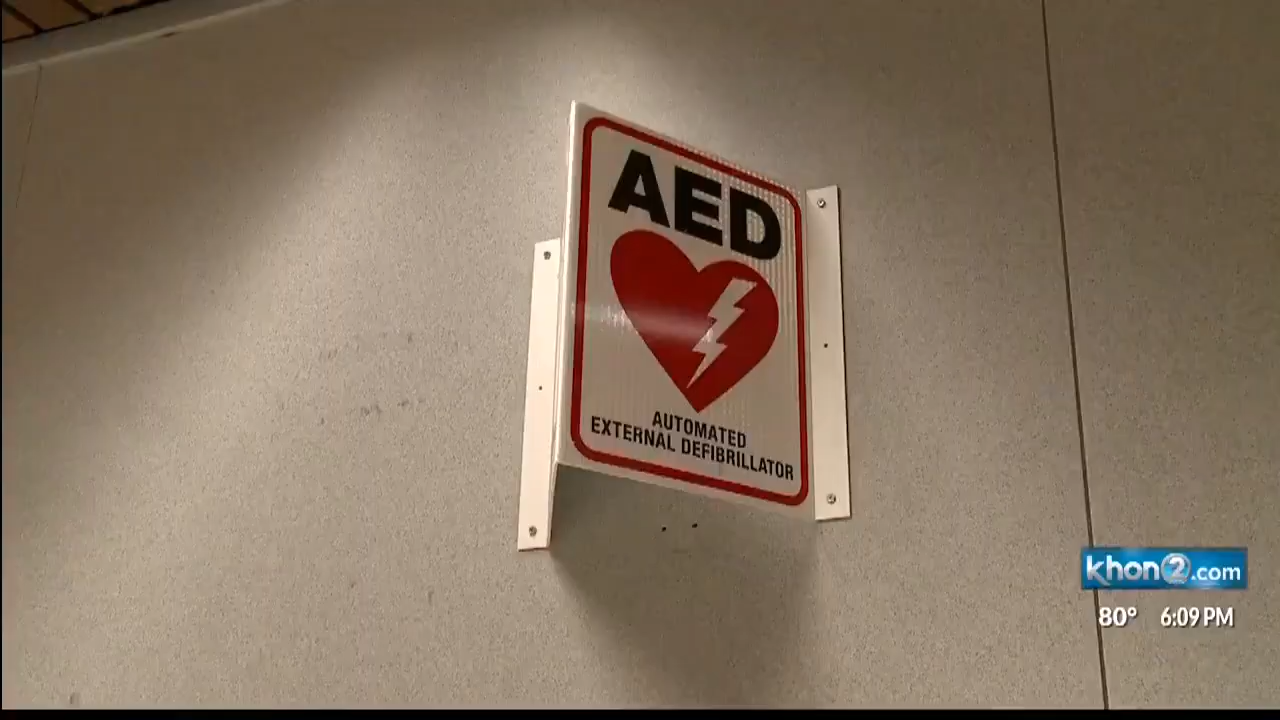 AED
AUTOMATED
EXTERNAL DEFIBRILLATOR
khon2.com
80° 6:09 PM